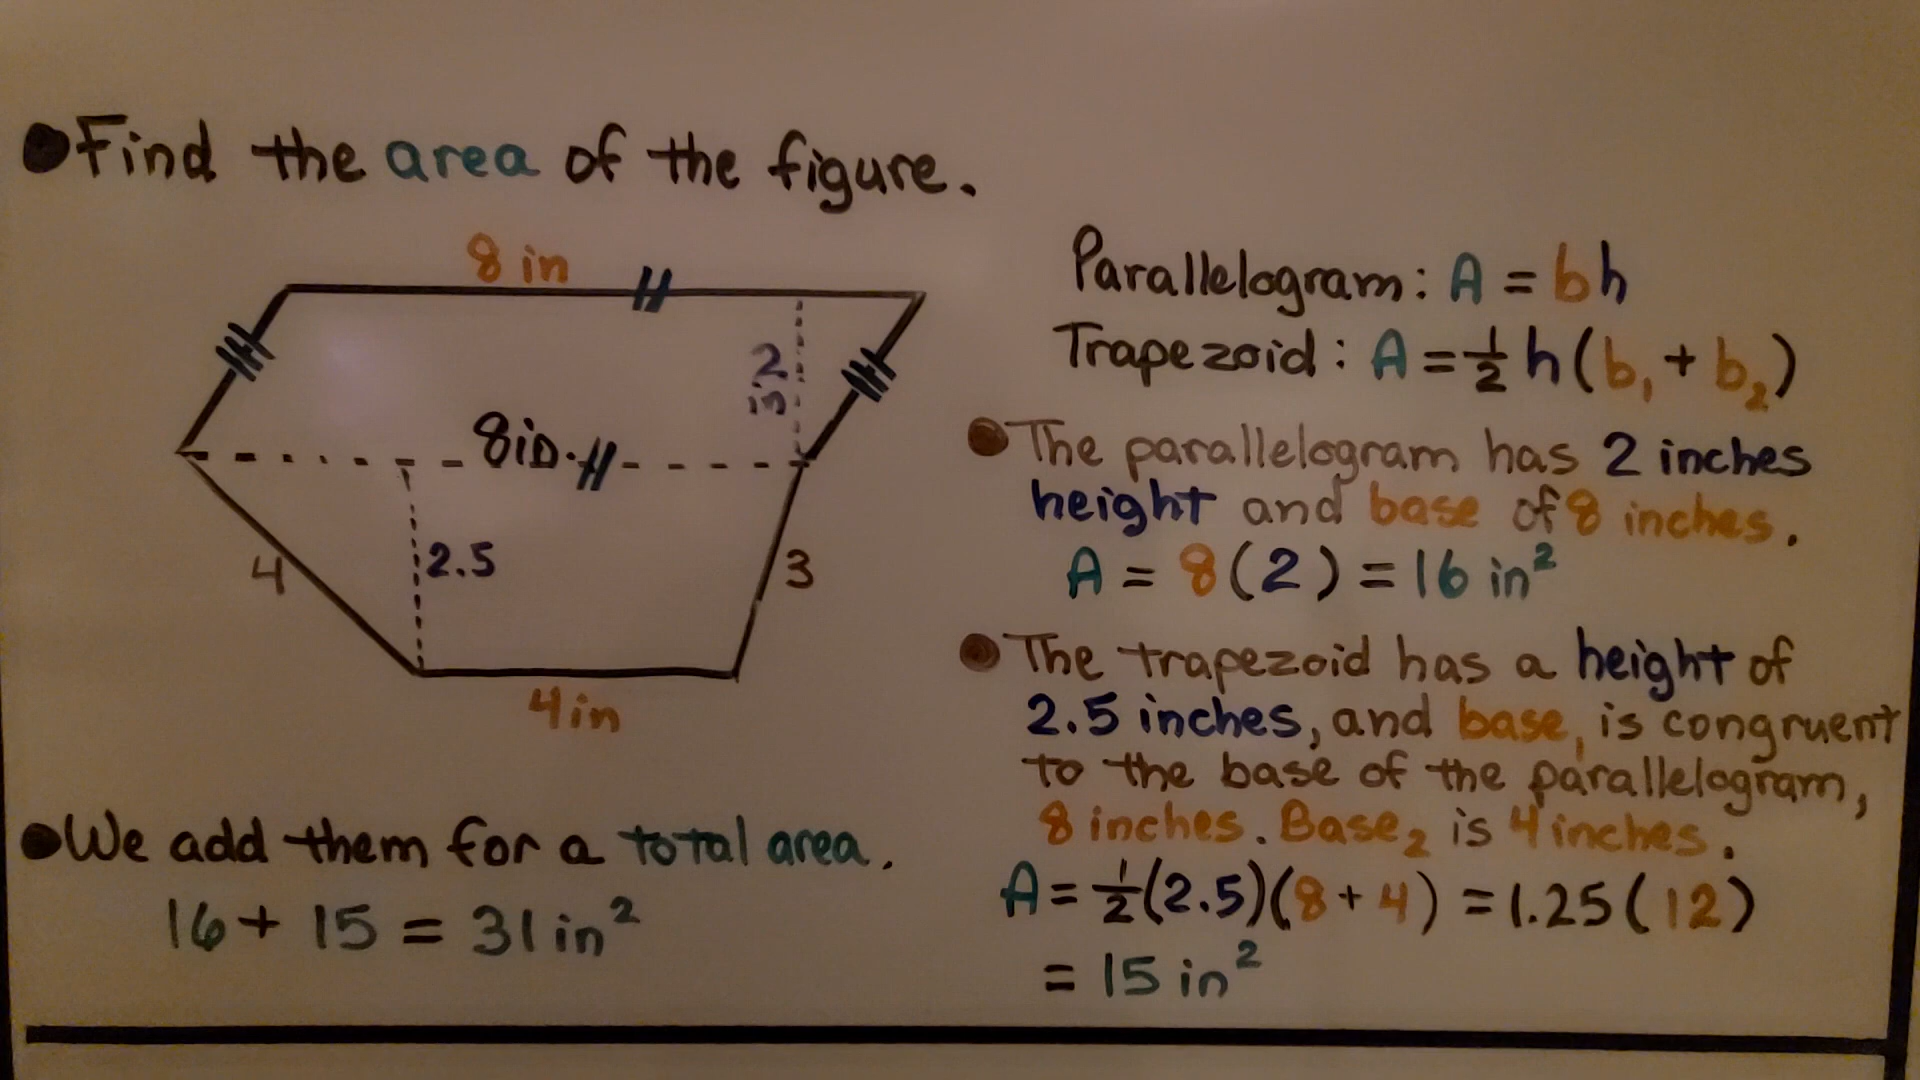 Find the area of the figure.
8 in
2
in
8in.
2.5
4
3
4in
We add them for a total area.
16 + 15 = 31 in²
Parallelogram: A = bh
Trapezoid: A = ½ h(b₁ + b₂)
The parallelogram has 2 inches
height and base of 8 inches.
A = 8(2) = 16 in²
The trapezoid has a height of
2.5 inches, and base₁ is congruent
to the base of the parallelogram,
8 inches. Base₂ is 4 inches.
A = ½(2.5)(8 + 4) = 1.25(12)
= 15 in²